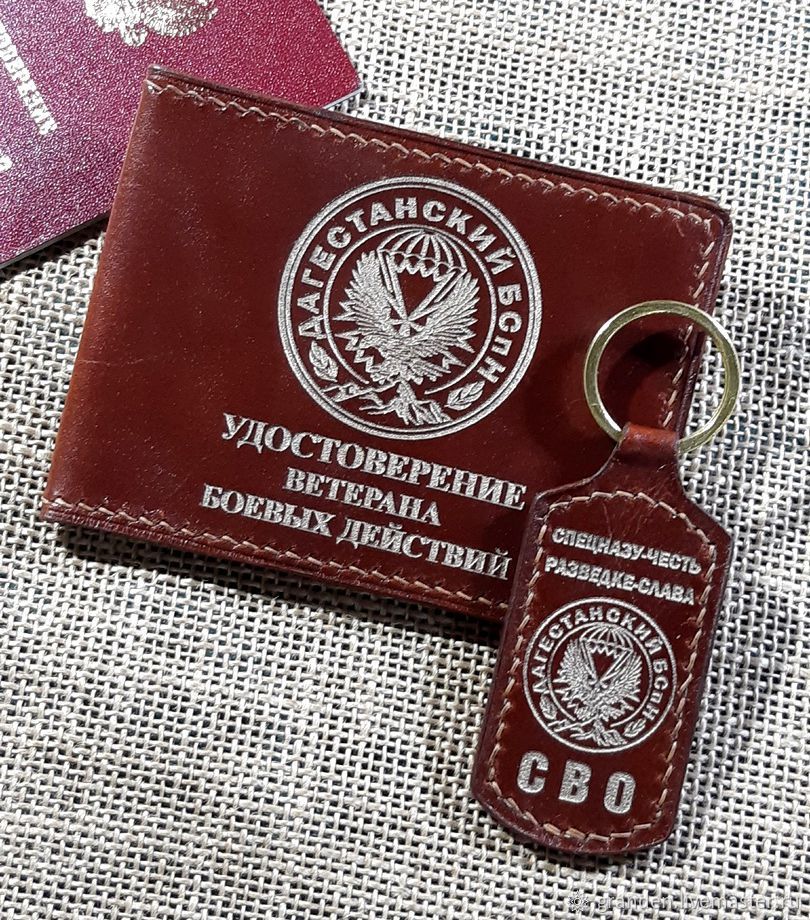 ДАГЕСТАНСКИЙ БСпН
УДОСТОВЕРЕНИЕ
ВЕТЕРАНА
БОЕВЫХ ДЕЙСТВИЙ
СПЕЦНАЗУ-ЧЕСТЬ
РАЗВЕДКЕ-СЛАВА
ДАГЕСТАНСКИЙ БСпН
СВО